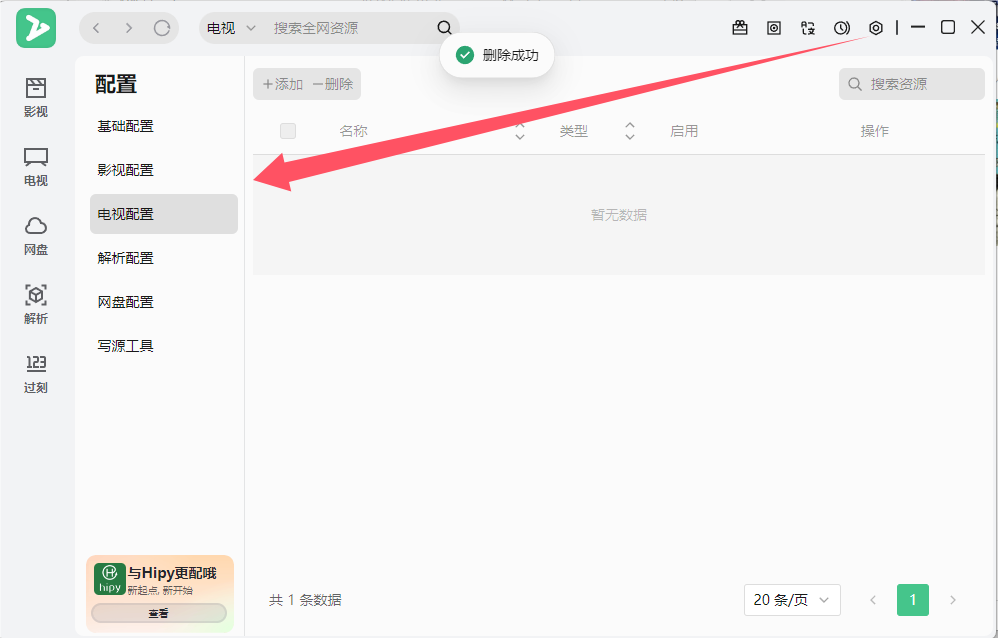 电视 搜索全网资源
删除成功
影视
电视
网盘
解析
123
过刻
配置
基础配置
影视配置
电视配置
解析配置
网盘配置
写源工具
添加 删除
搜索资源
名称 类型 启用 操作
暂无数据
与Hipy更配哦
hipy
新起点, 新开始
查看
共 1 条数据
20 条/页
1